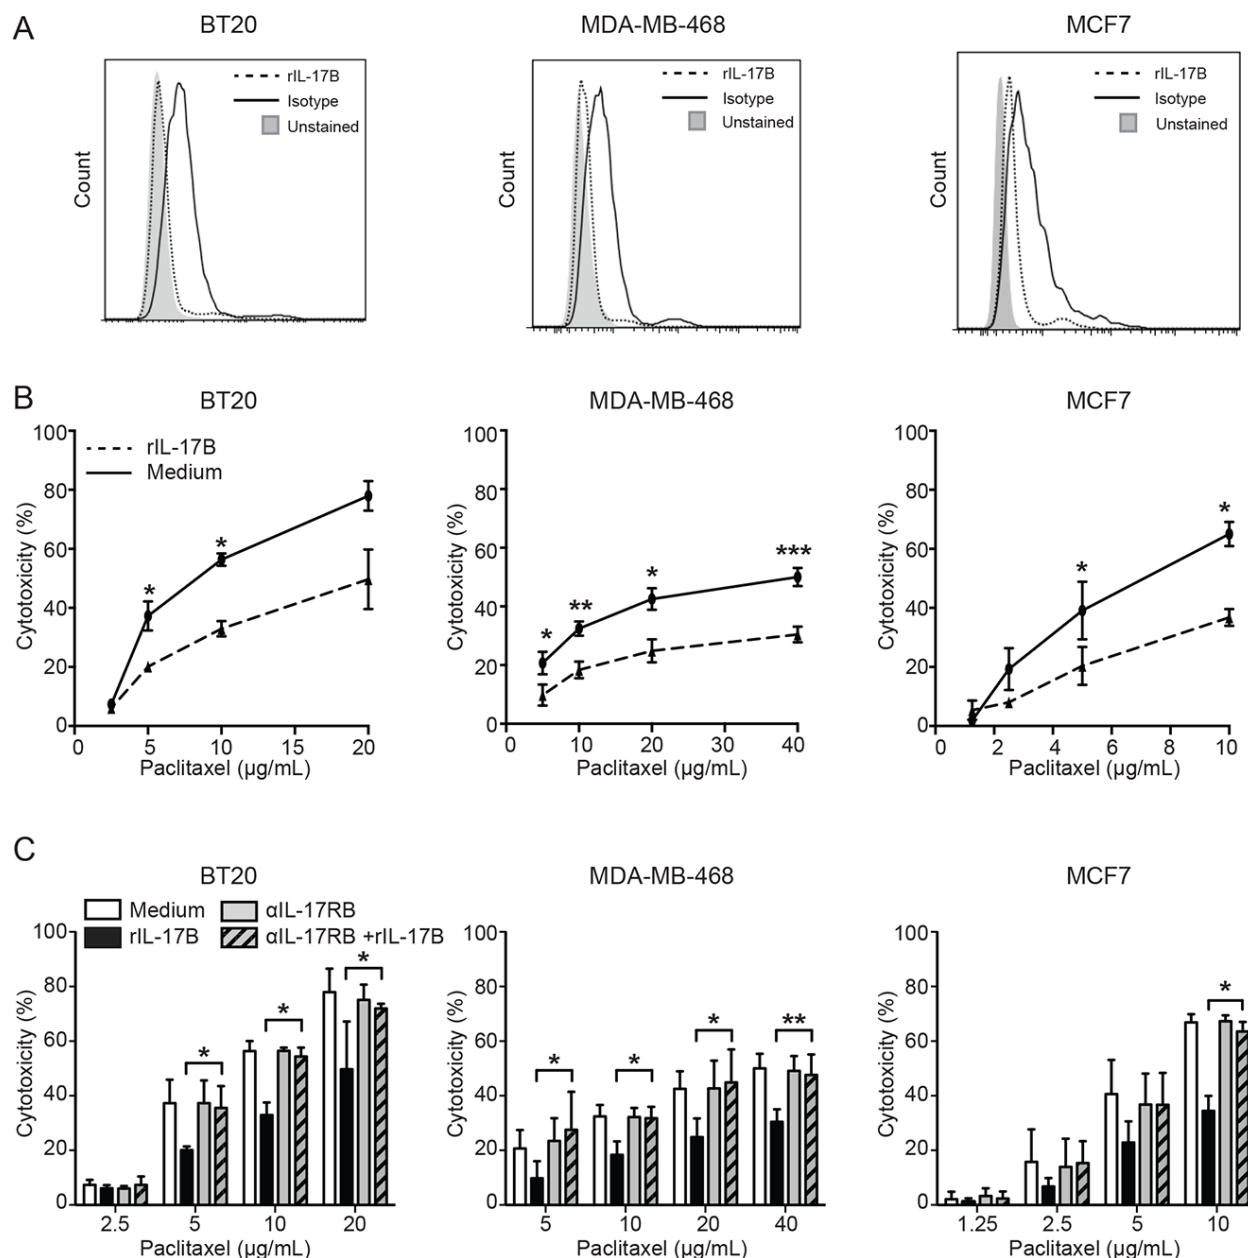 A
BT20
MDA-MB-468
MCF7
rIL-17B
Isotype
Unstained
Count
rIL-17B
Isotype
Unstained
Count
rIL-17B
Isotype
Unstained
Count
B
BT20
MDA-MB-468
MCF7
100
80
60
40
20
0
Cytotoxicity (%)
rIL-17B
Medium
*
*
0
5
10
15
20
Paclitaxel (µg/mL)
100
80
60
40
20
0
Cytotoxicity (%)
*
**
*
***
0
10
20
30
40
Paclitaxel (µg/mL)
100
80
60
40
20
0
Cytotoxicity (%)
*
*
0
2
4
6
8
10
Paclitaxel (µg/mL)
C
BT20
MDA-MB-468
MCF7
Medium
αIL-17RB
rIL-17B
αIL-17RB +rIL-17B
100
80
60
40
20
0
Cytotoxicity (%)
*
*
*
2.5
5
10
20
Paclitaxel (µg/mL)
100
80
60
40
20
0
Cytotoxicity (%)
*
*
*
**
5
10
20
40
Paclitaxel (µg/mL)
100
80
60
40
20
0
Cytotoxicity (%)
*
1.25
2.5
5
10
Paclitaxel (µg/mL)